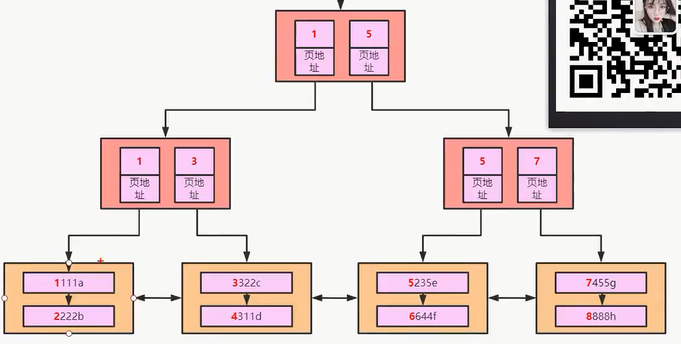 1 5
页地 页地
址 址
1 3 5 7
页地 页地 页地 页地
址 址 址 址
1111a 3322c 5235e 7455g
2222b 4311d 6644f 8888h